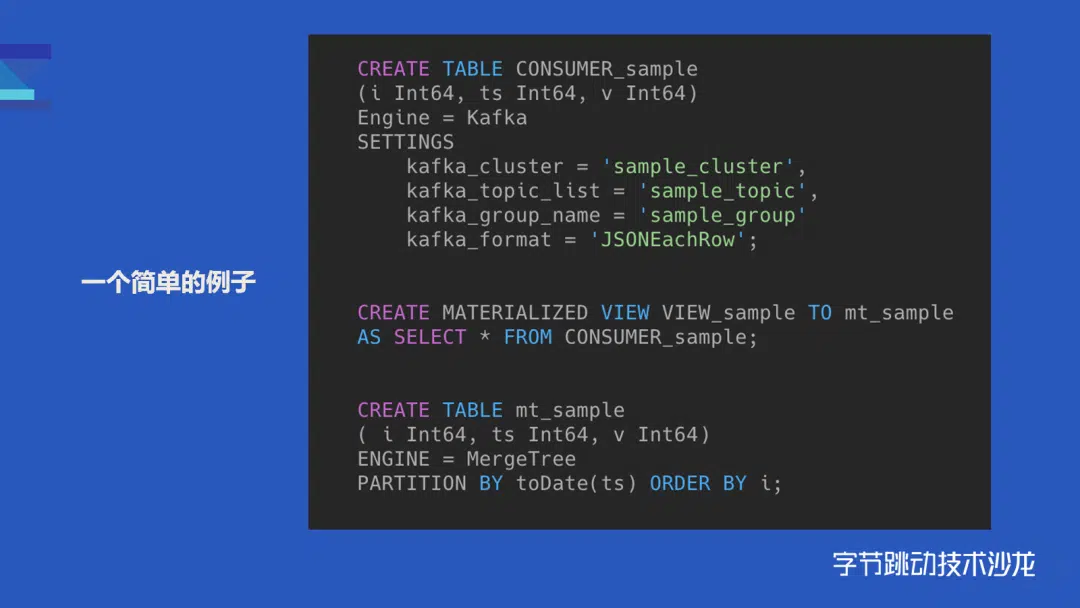 一个简单的例子
CREATE TABLE CONSUMER_sample
(i Int64, ts Int64, v Int64)
Engine = Kafka
SETTINGS
    kafka_cluster = 'sample_cluster',
    kafka_topic_list = 'sample_topic',
    kafka_group_name = 'sample_group'
    kafka_format = 'JSONEachRow';
CREATE MATERIALIZED VIEW VIEW_sample TO mt_sample
AS SELECT * FROM CONSUMER_sample;
CREATE TABLE mt_sample
( i Int64, ts Int64, v Int64)
ENGINE = MergeTree
PARTITION BY toDate(ts) ORDER BY i;
字节跳动技术沙龙